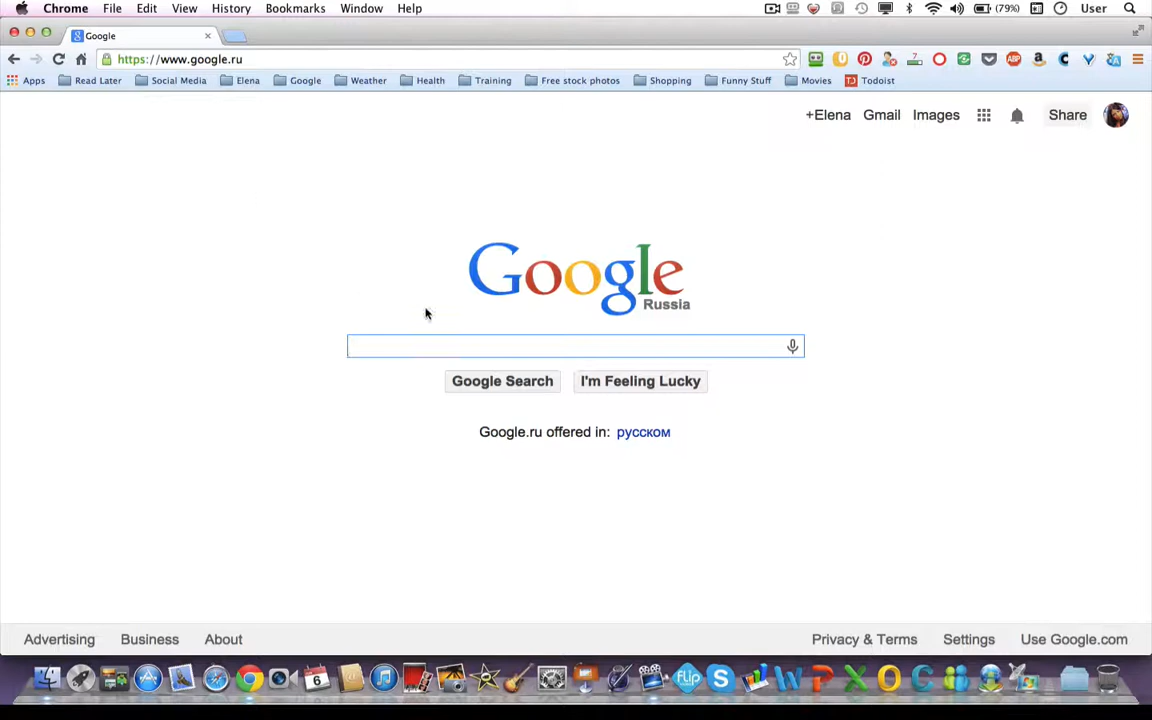 Chrome File Edit View History Bookmarks Window Help (79%) User
Google
https://www.google.ru
Apps Read Later Social Media Elena Google Weather Health Training Free stock photos Shopping Funny Stuff Movies Todoist
+Elena Gmail Images Share
Google
Russia
Google Search I'm Feeling Lucky
Google.ru offered in: русском
Advertising Business About Privacy & Terms Settings Use Google.com